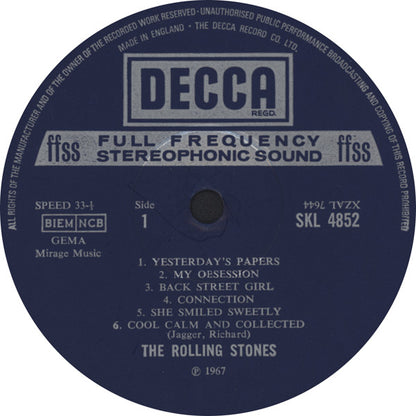 ALL RIGHTS OF THE MANUFACTURER AND OF THE OWNER OF THE RECORDED WORK RESERVED · UNAUTHORISED PUBLIC PERFORMANCE BROADCASTING AND COPYING OF THIS RECORD PROHIBITED
MADE IN ENGLAND · THE DECCA RECORD CO LTD.
DECCA
REGD.
ffss FULL FREQUENCY ffss
STEREOPHONIC SOUND
SPEED 33-⅓ Side XZAL 7644
BIEM NCB 1 SKL 4852
GEMA
Mirage Music
1. YESTERDAY'S PAPERS
2. MY OBSESSION
3. BACK STREET GIRL
4. CONNECTION
5. SHE SMILED SWEETLY
6. COOL CALM AND COLLECTED
(Jagger, Richard)
THE ROLLING STONES
℗ 1967